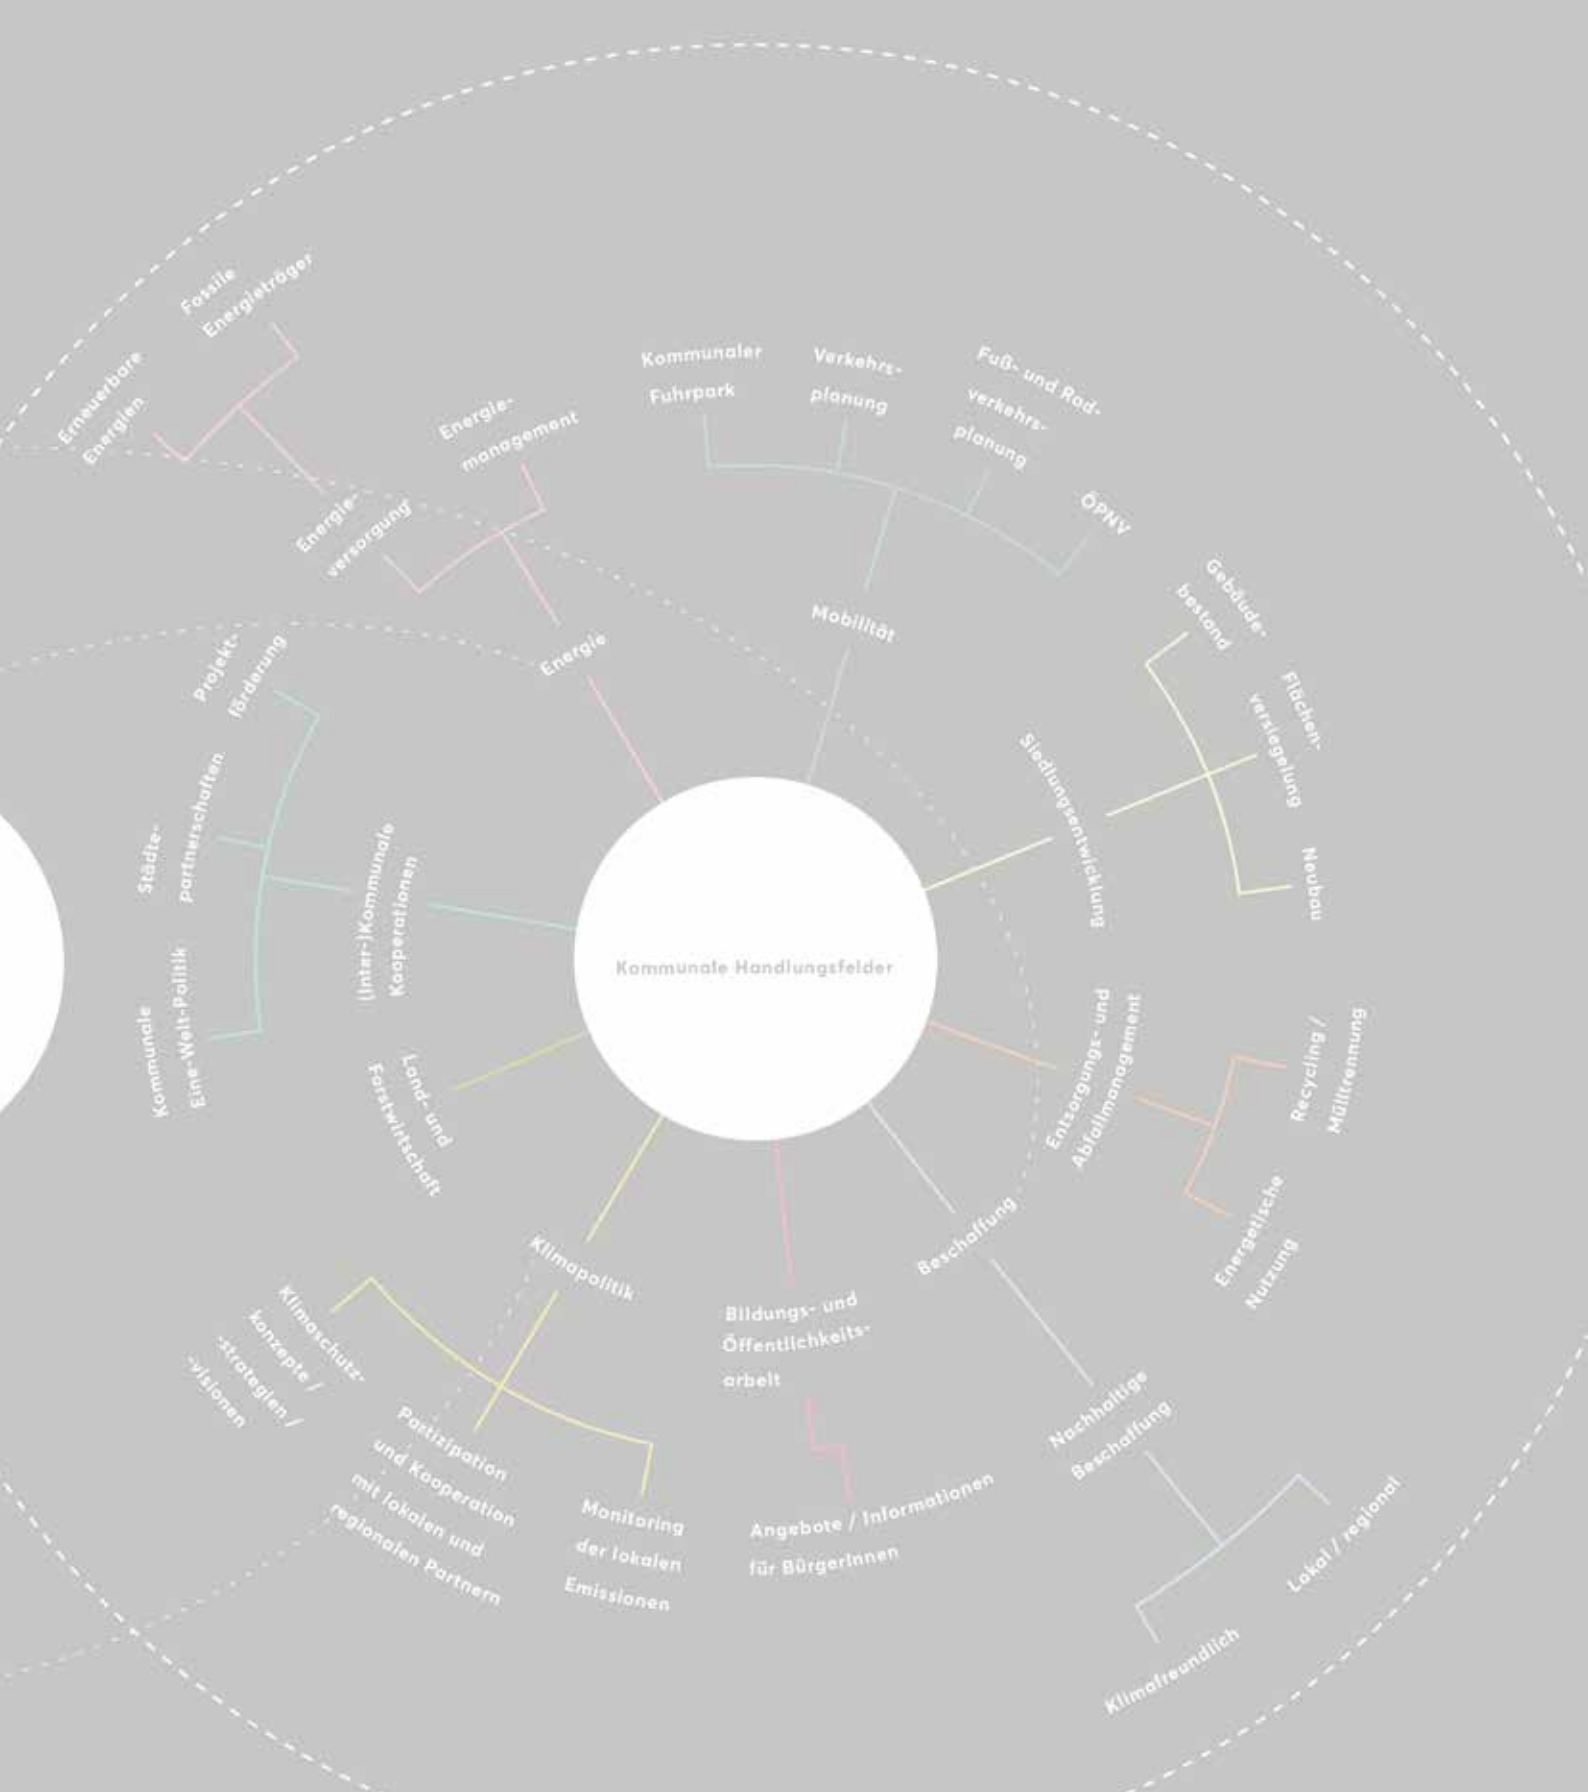 Fossile
Energieträger
Erneuerbare
Energien
Energie-
versorgung
Energie-
management
Energie
Kommunaler
Fuhrpark
Verkehrs-
planung
Fuß- und Rad-
verkehrs-
planung
ÖPNV
Mobilität
Gebäude-
bestand
Flächen-
versiegelung
Neubau
Siedlungsentwicklung
Kommunale Handlungsfelder
Entsorgungs- und
Abfallmanagement
Recycling /
Mülltrennung
Energetische
Nutzung
Beschaffung
Nachhaltige
Beschaffung
Lokal / regional
Klimafreundlich
Bildungs- und
Öffentlichkeits-
arbeit
Angebote / Informationen
für BürgerInnen
Klimapolitik
Klimaschutz-
konzepte /
-strategien /
-visionen
Partizipation
und Kooperation
mit lokalen und
regionalen Partnern
Monitoring
der lokalen
Emissionen
Land- und
Forstwirtschaft
(Inter-)Kommunale
Kooperationen
Projekt-
förderung
Städte-
partnerschaften
Kommunale
Eine-Welt-Politik